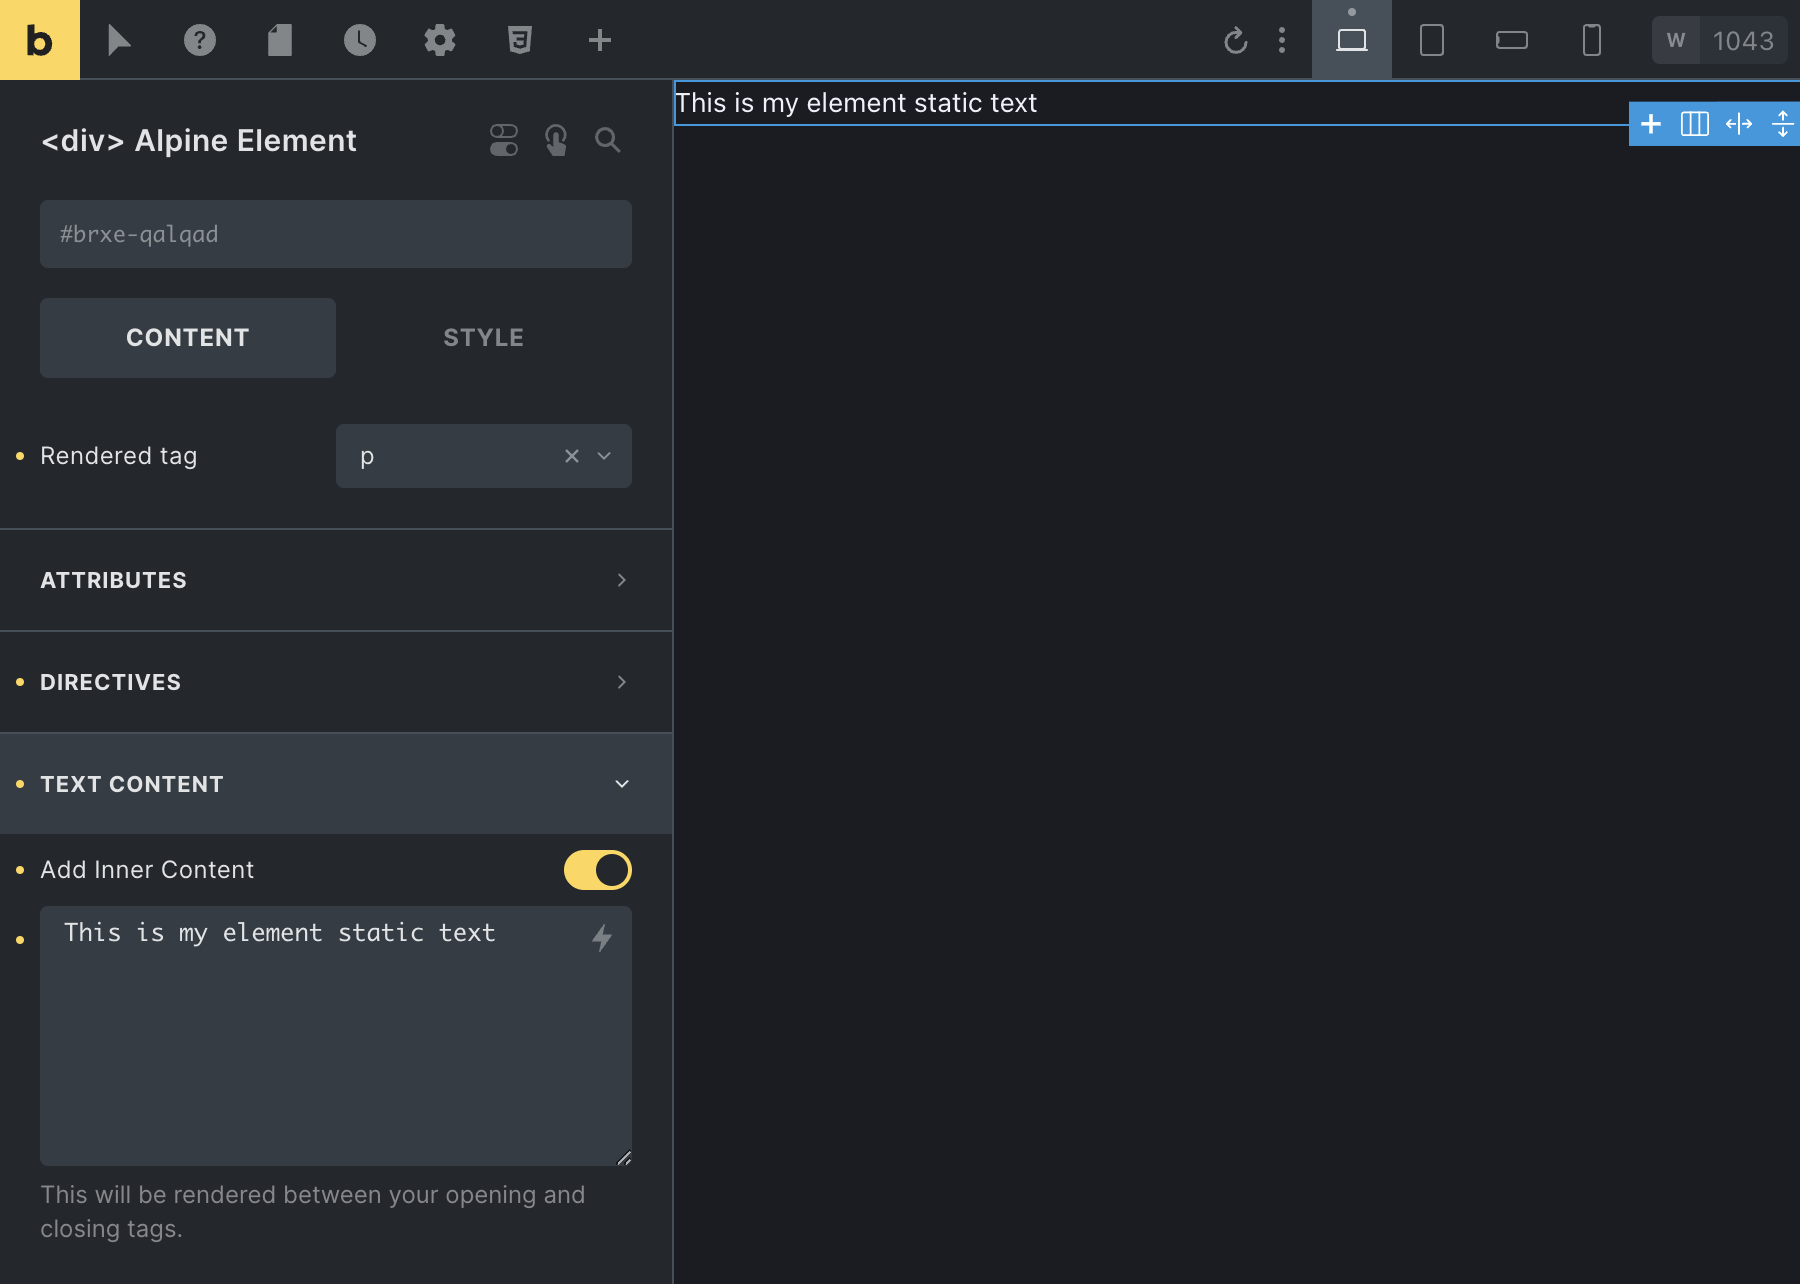 b
?
3
W 1043
<div> Alpine Element
#brxe-qalqad
CONTENT
STYLE
Rendered tag
p
ATTRIBUTES
DIRECTIVES
TEXT CONTENT
Add Inner Content
This is my element static text
This will be rendered between your opening and
closing tags.
This is my element static text